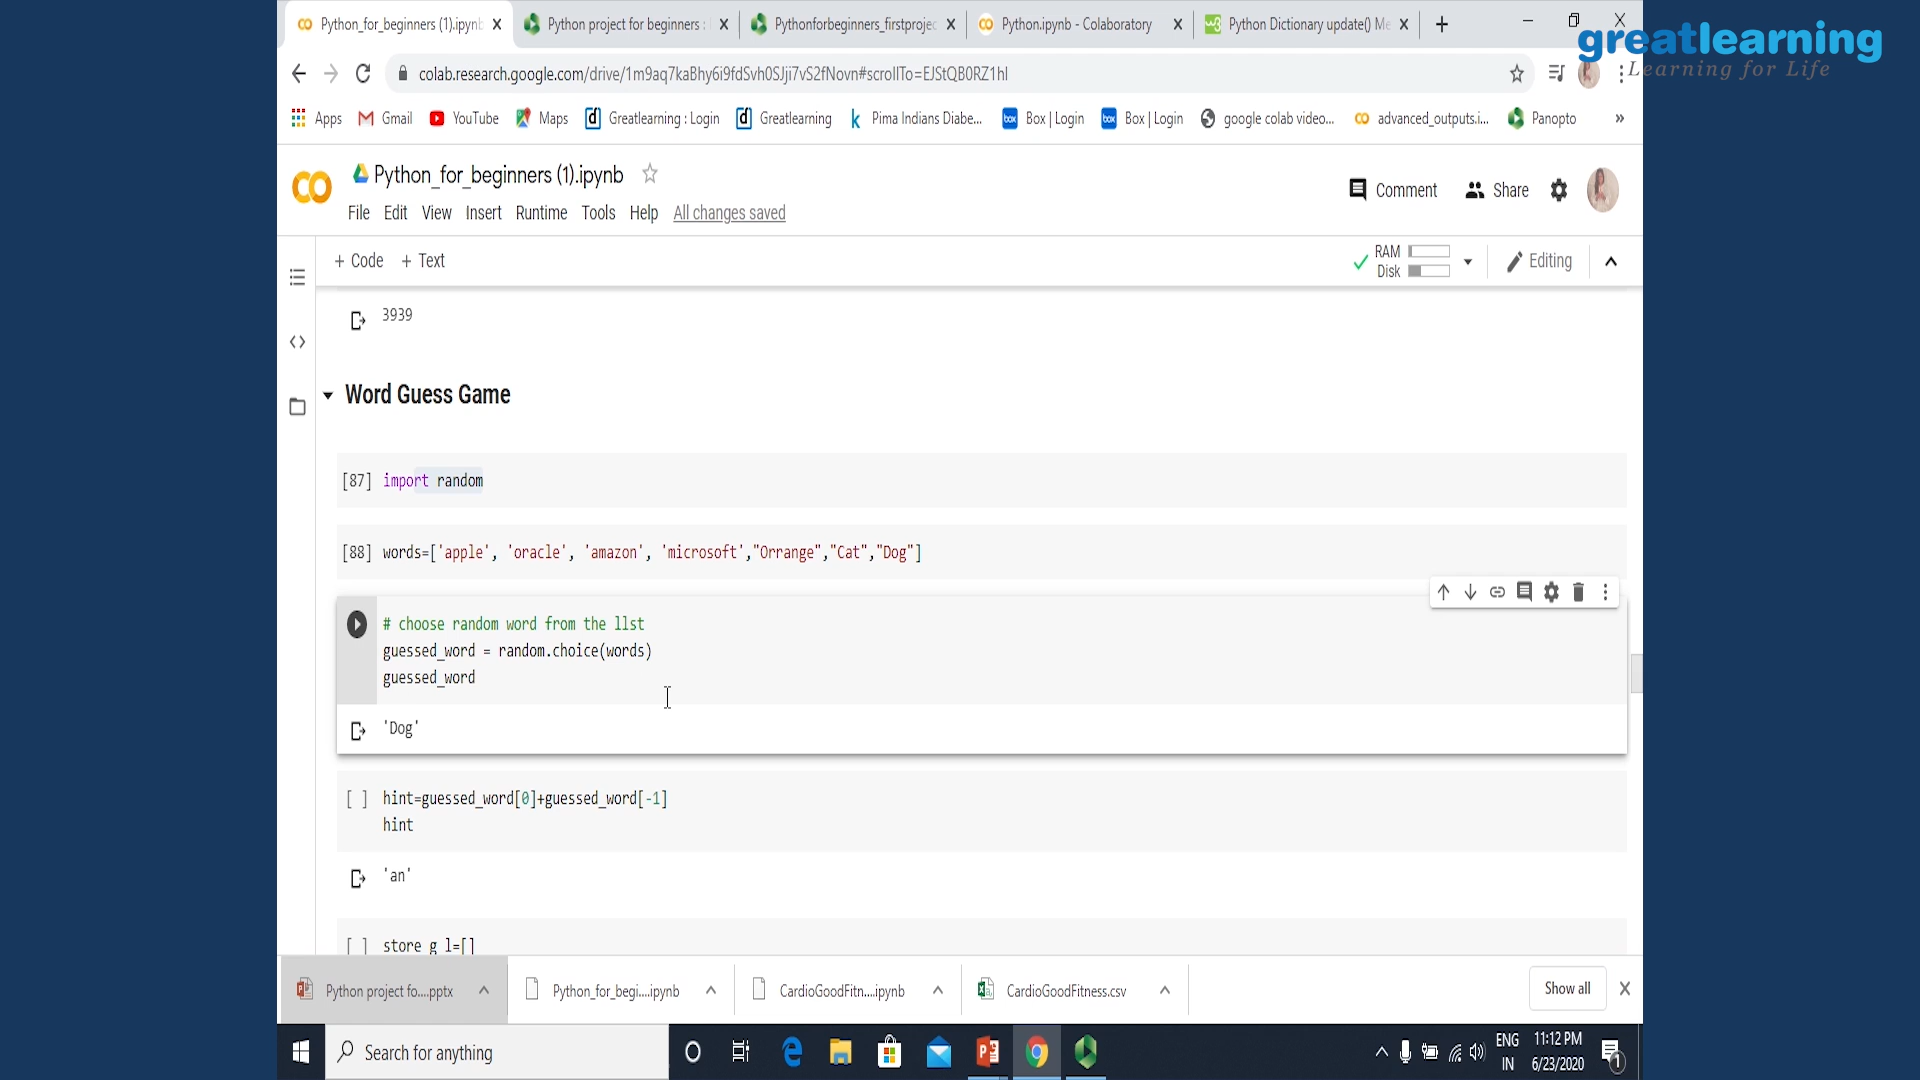 Python_for_beginners (1).ipynb
Python project for beginners :
Pythonforbeginners_firstprojec
Python.ipynb - Colaboratory
Python Dictionary update() Me
greatlearning
Learning for Life
colab.research.google.com/drive/1m9aq7kaBhy6i9fdSvh0SJji7vS2fNovn#scrollTo=EJStQB0RZ1hI
Apps
Gmail
YouTube
Maps
Greatlearning : Login
Greatlearning
Pima Indians Diabe...
Box | Login
Box | Login
google colab video...
advanced_outputs.i...
Panopto
»
Python_for_beginners (1).ipynb
Comment
Share
File Edit View Insert Runtime Tools Help All changes saved
+ Code + Text
RAM
Disk
Editing
3939
Word Guess Game
[87] import random
[88] words=['apple', 'oracle', 'amazon', 'microsoft',"Orrange","Cat","Dog"]
# choose random word from the llst
guessed_word = random.choice(words)
guessed_word
'Dog'
[ ] hint=guessed_word[0]+guessed_word[-1]
hint
'an'
[ ] store g l=[]
Python project fo....pptx
Python_for_begi....ipynb
CardioGoodFitn....ipynb
CardioGoodFitness.csv
Show all
Search for anything
ENG
IN
11:12 PM
6/23/2020
1